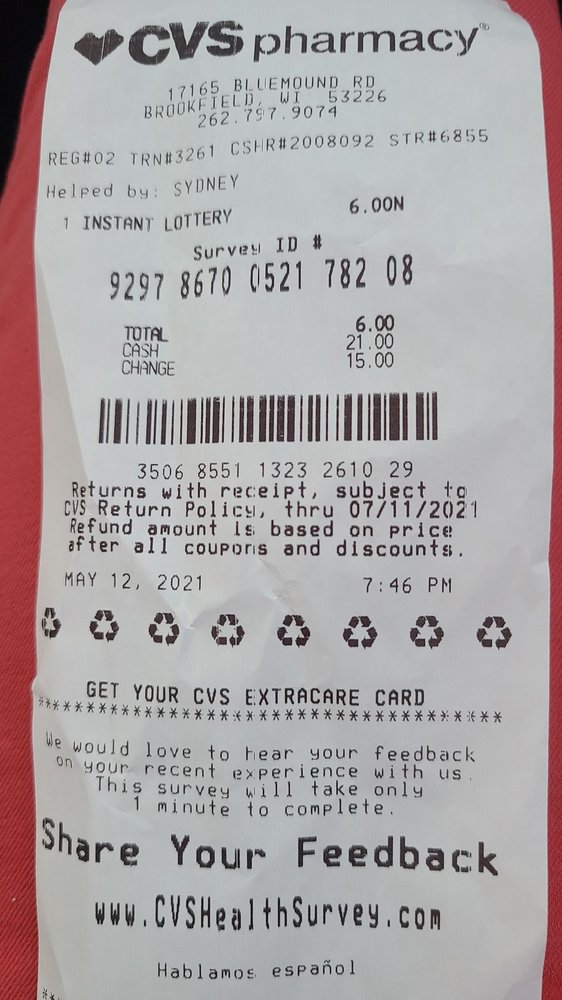 CVS pharmacy®
17165 BLUEMOUND RD
BROOKFIELD, WI 53226
262.797.9074
REG#02 TRN#3261 CSHR#2008092 STR#6855
Helped by: SYDNEY
1 INSTANT LOTTERY 6.00N
Survey ID #
9297 8670 0521 782 08
TOTAL 6.00
CASH 21.00
CHANGE 15.00
3506 8551 1323 2610 29
Returns with receipt, subject to
CVS Return Policy, thru 07/11/2021
Refund amount is based on price
after all coupons and discounts.
MAY 12, 2021 7:46 PM
GET YOUR CVS EXTRACARE CARD
****************************************
We would love to hear your feedback
on your recent experience with us.
This survey will take only
1 minute to complete.
Share Your Feedback
www.CVSHealthSurvey.com
Hablamos español